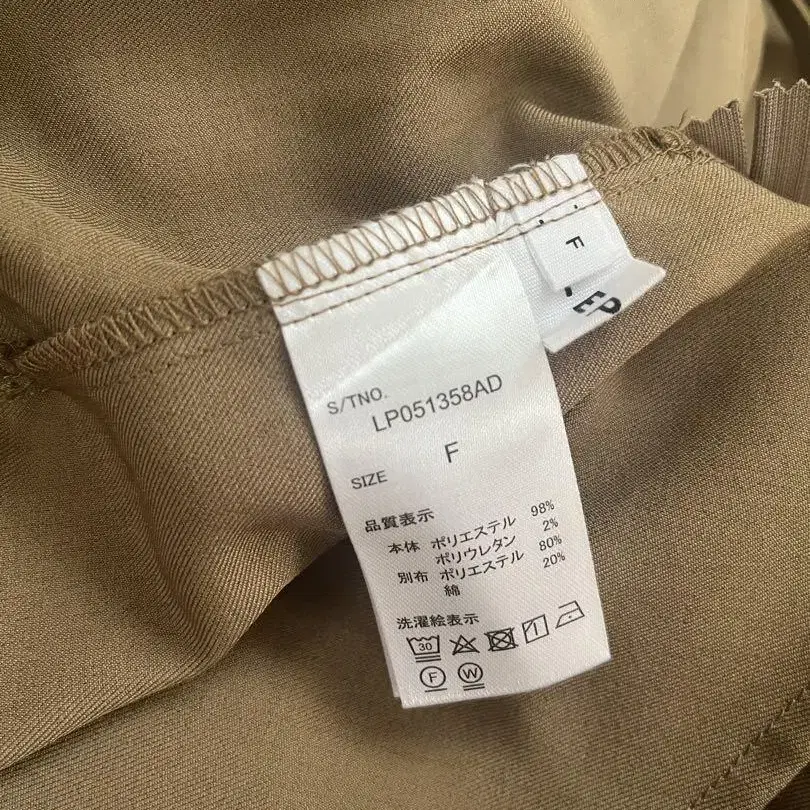 S/TNO.
LP051358AD
SIZE F
品質表示
本体 ポリエステル 98%
ポリウレタン 2%
別布 ポリエステル 80%
綿 20%
洗濯絵表示
30
F W
F